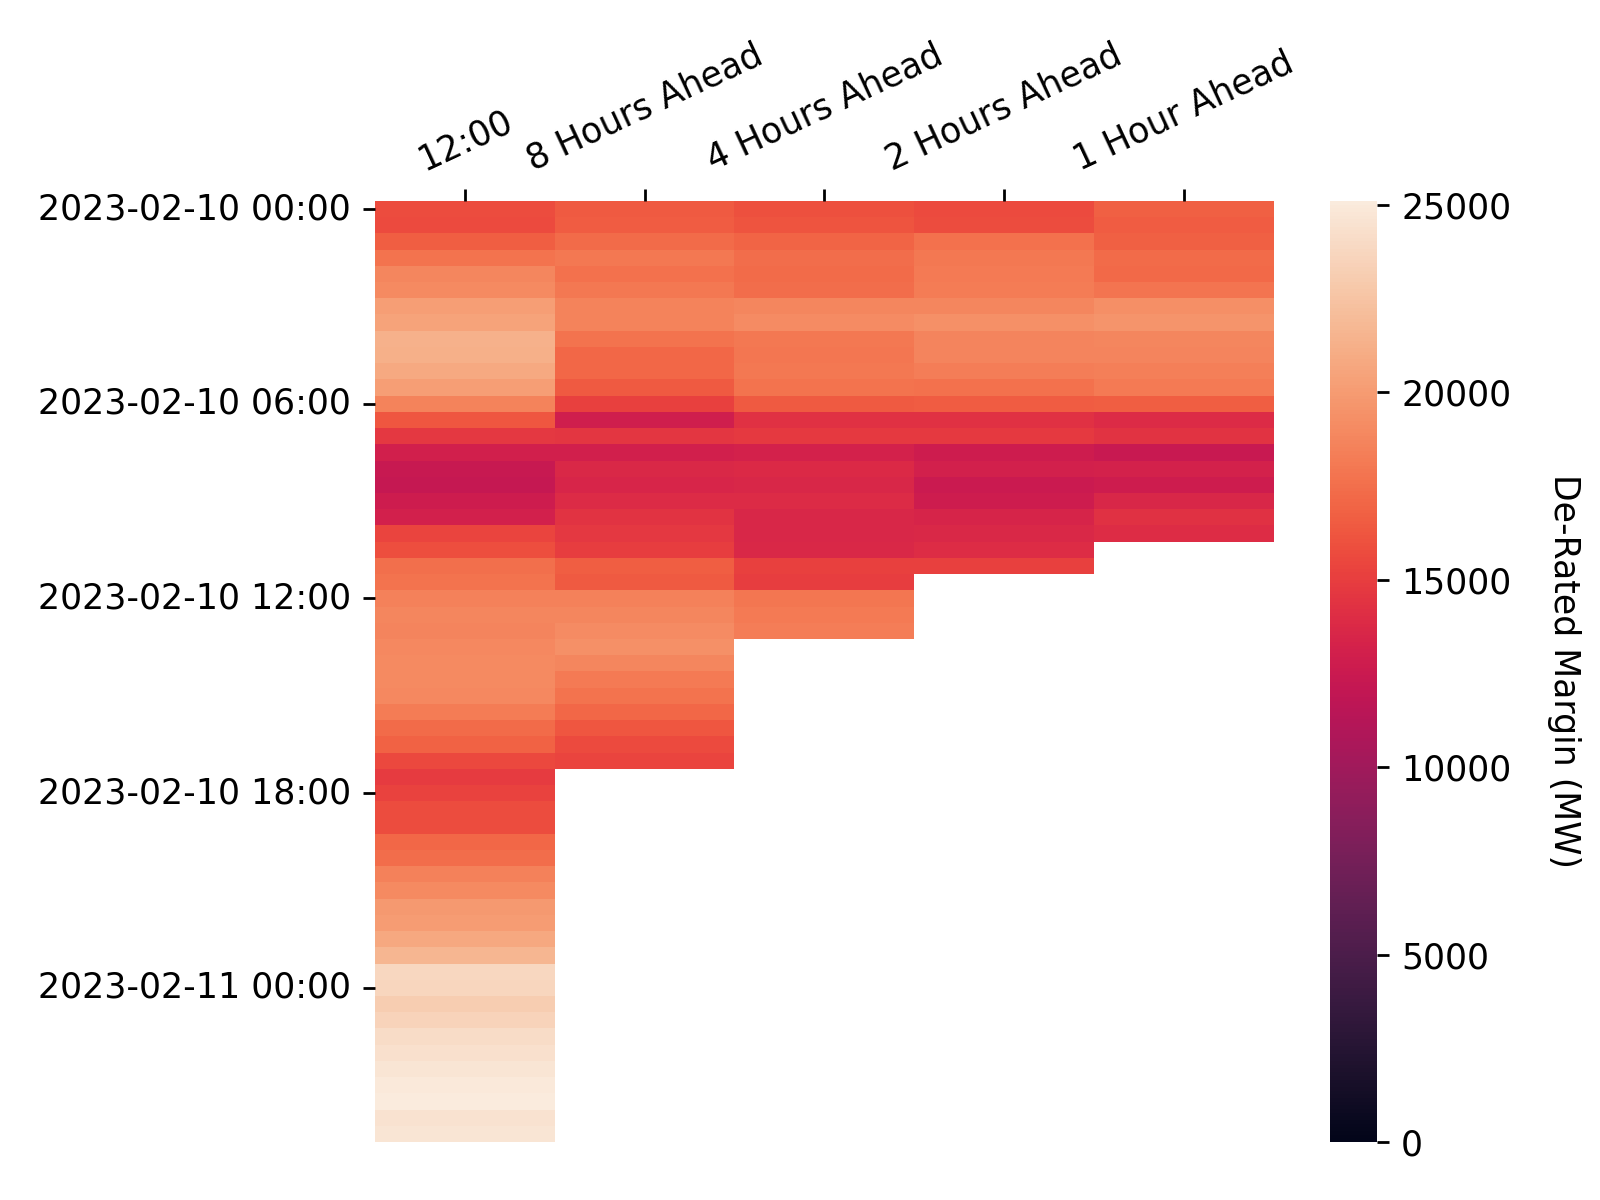 12:00
8 Hours Ahead
4 Hours Ahead
2 Hours Ahead
1 Hour Ahead
2023-02-10 00:00
2023-02-10 06:00
2023-02-10 12:00
2023-02-10 18:00
2023-02-11 00:00
25000
20000
15000
10000
5000
0
De-Rated Margin (MW)